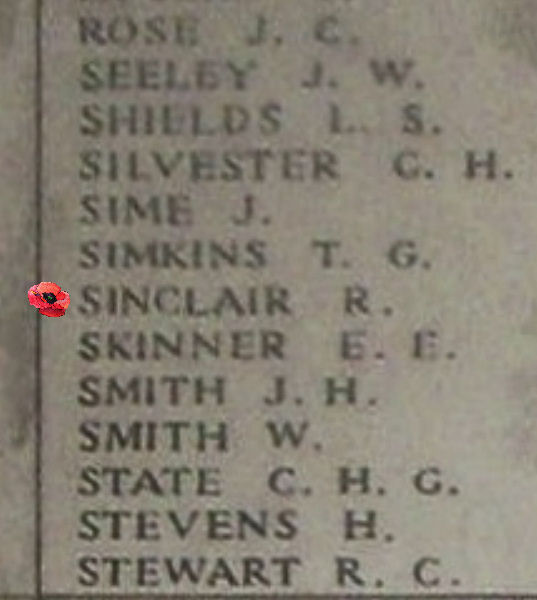 ROSE J. C.
SEELEY J. W.
SHIELDS L. S.
SILVESTER C. H.
SIME J.
SIMKINS T. G.
SINCLAIR R.
SKINNER E. E.
SMITH J. H.
SMITH W.
STATE C. H. G.
STEVENS H.
STEWART R. C.